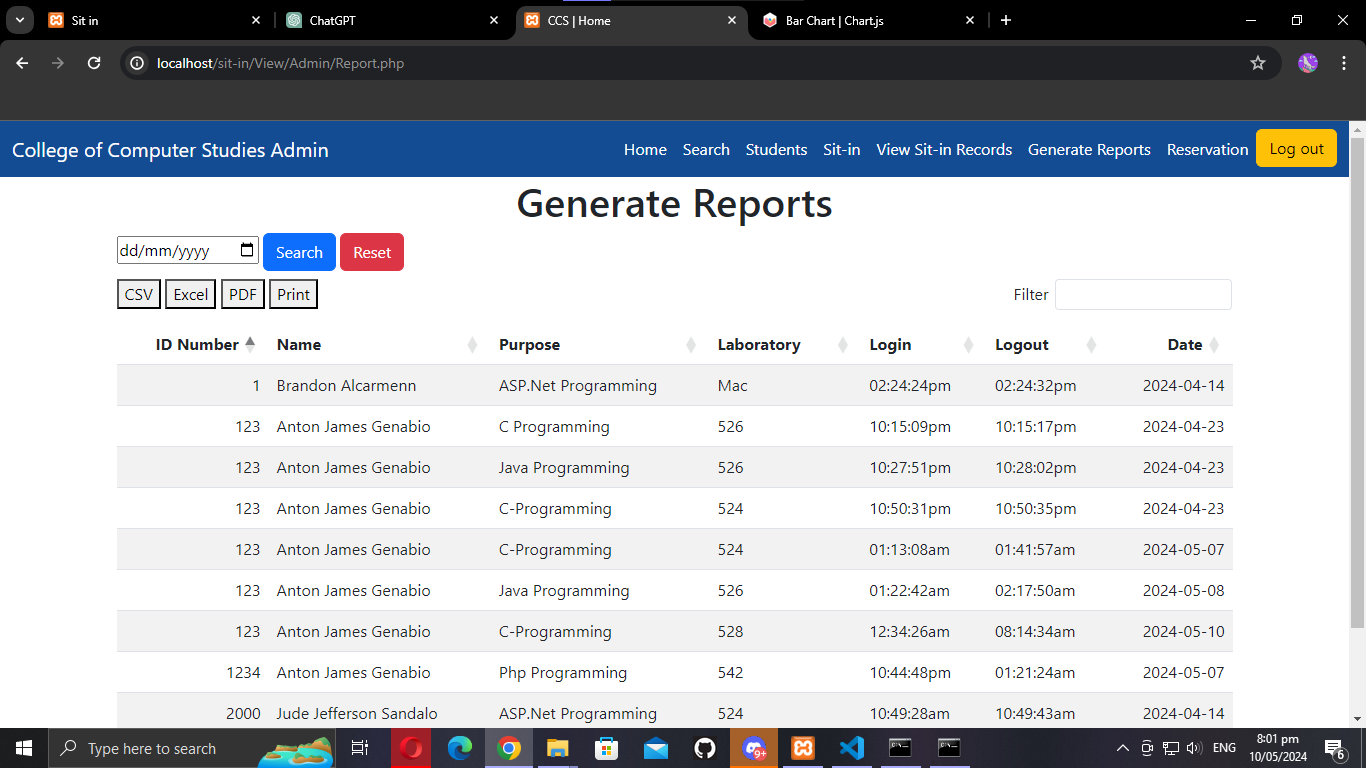 Sit in
ChatGPT
CCS | Home
Bar Chart | Chart.js
localhost/sit-in/View/Admin/Report.php
College of Computer Studies Admin Home Search Students Sit-in View Sit-in Records Generate Reports Reservation Log out
Generate Reports
dd/mm/yyyy Search Reset
CSV Excel PDF Print Filter
ID Number Name Purpose Laboratory Login Logout Date
1 Brandon Alcarmenn ASP.Net Programming Mac 02:24:24pm 02:24:32pm 2024-04-14
123 Anton James Genabio C Programming 526 10:15:09pm 10:15:17pm 2024-04-23
123 Anton James Genabio Java Programming 526 10:27:51pm 10:28:02pm 2024-04-23
123 Anton James Genabio C-Programming 524 10:50:31pm 10:50:35pm 2024-04-23
123 Anton James Genabio C-Programming 524 01:13:08am 01:41:57am 2024-05-07
123 Anton James Genabio Java Programming 526 01:22:42am 02:17:50am 2024-05-08
123 Anton James Genabio C-Programming 528 12:34:26am 08:14:34am 2024-05-10
1234 Anton James Genabio Php Programming 542 10:44:48pm 01:21:24am 2024-05-07
2000 Jude Jefferson Sandalo ASP.Net Programming 524 10:49:28am 10:49:43am 2024-04-14
Type here to search
9+
ENG
8:01 pm
10/05/2024
6